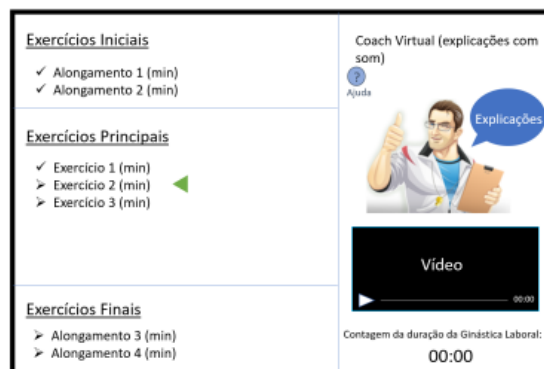 Exercícios Iniciais
✓ Alongamento 1 (min)
✓ Alongamento 2 (min)
Exercícios Principais
✓ Exercício 1 (min)
➢ Exercício 2 (min)
➢ Exercício 3 (min)
Exercícios Finais
➢ Alongamento 3 (min)
➢ Alongamento 4 (min)
Coach Virtual (explicações com
som)
?
Ajuda
Explicações
Vídeo
00:00
Contagem da duração da Ginástica Laboral:
00:00